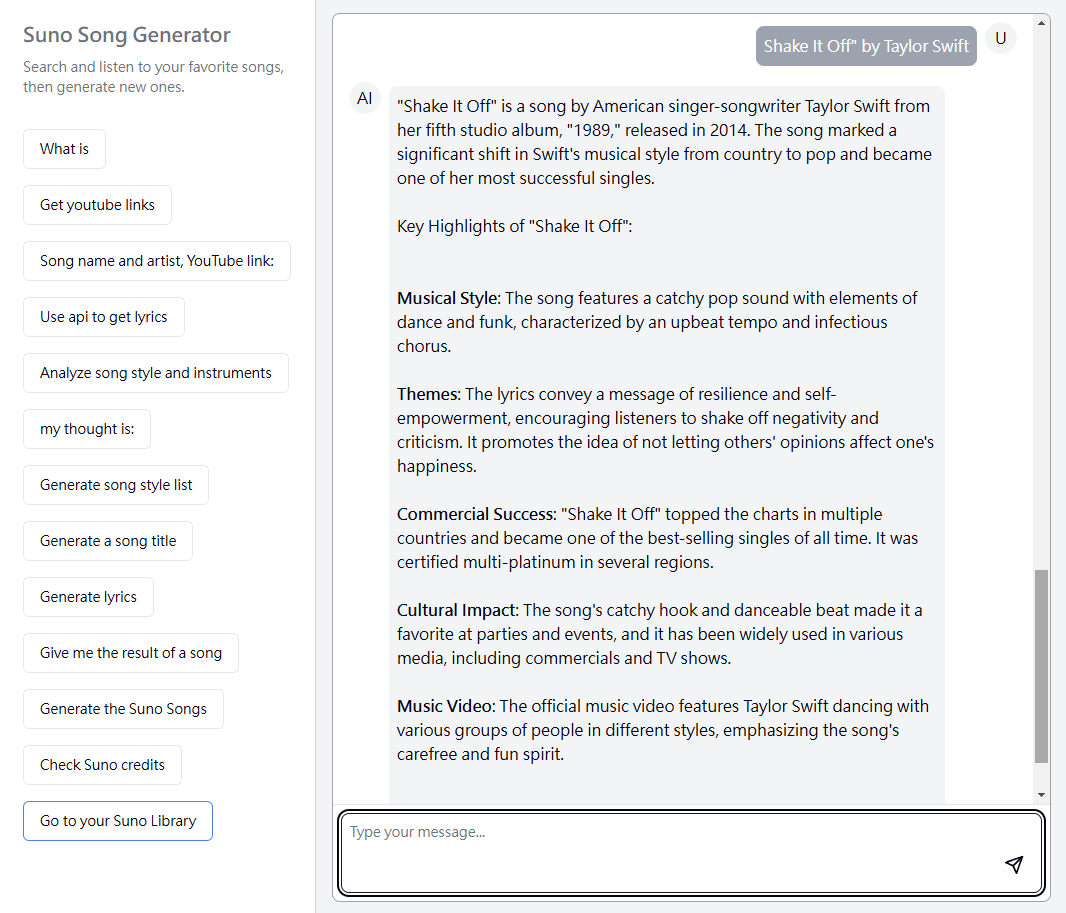 Suno Song Generator
Search and listen to your favorite songs,
then generate new ones.
What is
Get youtube links
Song name and artist, YouTube link:
Use api to get lyrics
Analyze song style and instruments
my thought is:
Generate song style list
Generate a song title
Generate lyrics
Give me the result of a song
Generate the Suno Songs
Check Suno credits
Go to your Suno Library
Shake It Off" by Taylor Swift
U
AI
"Shake It Off" is a song by American singer-songwriter Taylor Swift from
her fifth studio album, "1989," released in 2014. The song marked a
significant shift in Swift's musical style from country to pop and became
one of her most successful singles.
Key Highlights of "Shake It Off":
Musical Style: The song features a catchy pop sound with elements of
dance and funk, characterized by an upbeat tempo and infectious
chorus.
Themes: The lyrics convey a message of resilience and self-
empowerment, encouraging listeners to shake off negativity and
criticism. It promotes the idea of not letting others' opinions affect one's
happiness.
Commercial Success: "Shake It Off" topped the charts in multiple
countries and became one of the best-selling singles of all time. It was
certified multi-platinum in several regions.
Cultural Impact: The song's catchy hook and danceable beat made it a
favorite at parties and events, and it has been widely used in various
media, including commercials and TV shows.
Music Video: The official music video features Taylor Swift dancing with
various groups of people in different styles, emphasizing the song's
carefree and fun spirit.
Type your message...